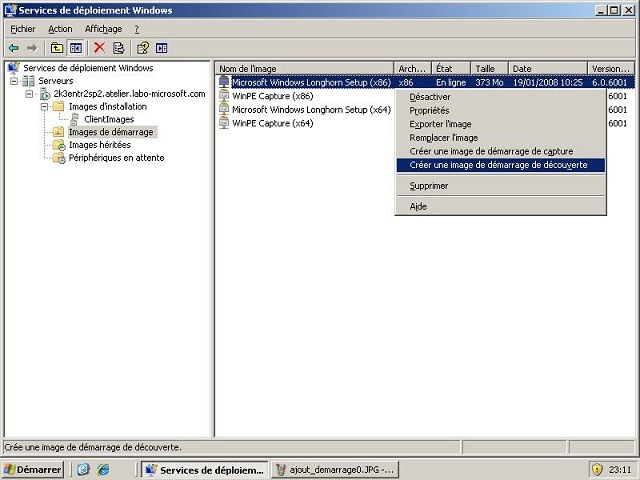 Services de déploiement Windows
Fichier Action Affichage ?
Services de déploiement Windows
Serveurs
2k3entr2sp2.atelier.labo-microsoft.com
Images d'installation
ClientImages
Images de démarrage
Images héritées
Périphériques en attente
Nom de l'image Arch... État Taille Date Version...
Microsoft Windows Longhorn Setup (x86) x86 En ligne 373 Mo 19/01/2008 10:25 6.0.6001
WinPE Capture (x86) 6001
Microsoft Windows Longhorn Setup (x64) 6001
WinPE Capture (x64) 6001
Désactiver
Propriétés
Exporter l'image
Remplacer l'image
Créer une image de démarrage de capture
Créer une image de démarrage de découverte
Supprimer
Aide
Crée une image de démarrage de découverte.
Démarrer Services de déploiem... ajout_demarrage0.JPG -... 23:11